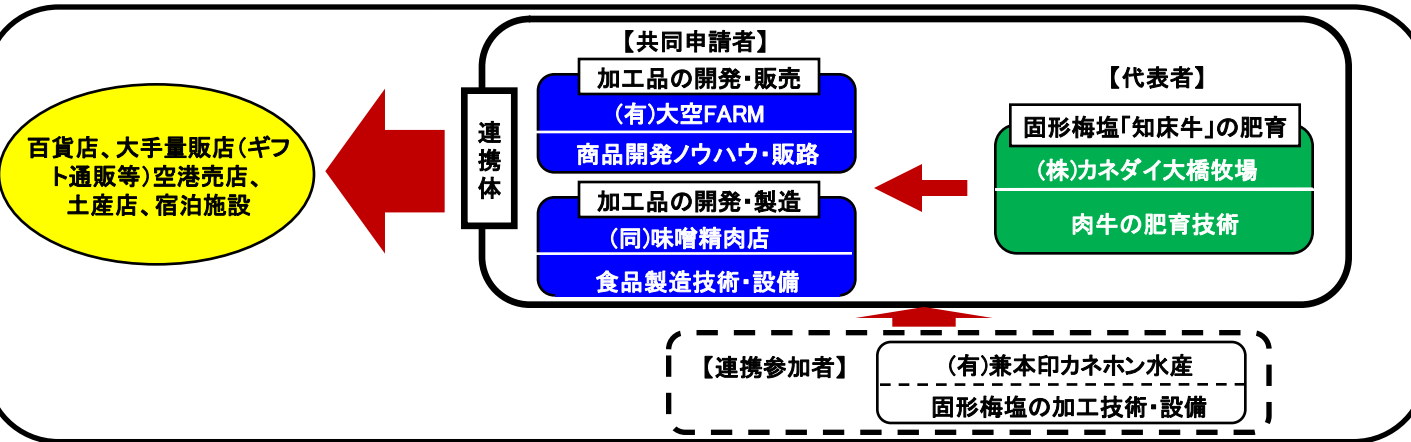 【共同申請者】
加工品の開発・販売
(有)大空FARM
商品開発ノウハウ・販路
加工品の開発・製造
(同)味噌精肉店
食品製造技術・設備
【代表者】
固形梅塩「知床牛」の肥育
(株)カネダイ大橋牧場
肉牛の肥育技術
連携体
百貨店、大手量販店(ギフ
ト通販等)空港売店、
土産店、宿泊施設
【連携参加者】
(有)兼本印カネホン水産
固形梅塩の加工技術・設備